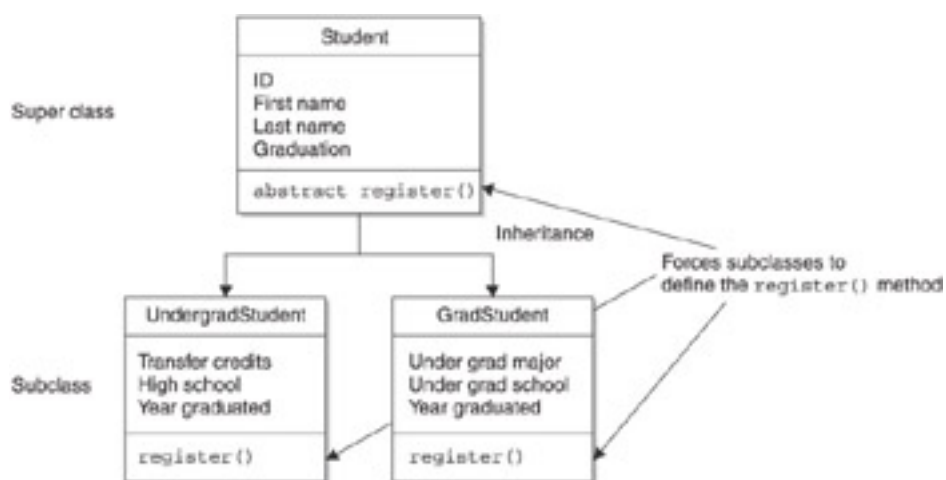 Student
ID
First name
Last name
Graduation
abstract register()
Super class
Inheritance
Forces subclasses to
define the register() method
UndergradStudent
Transfer credits
High school
Year graduated
register()
GradStudent
Under grad major
Under grad school
Year graduated
register()
Subclass